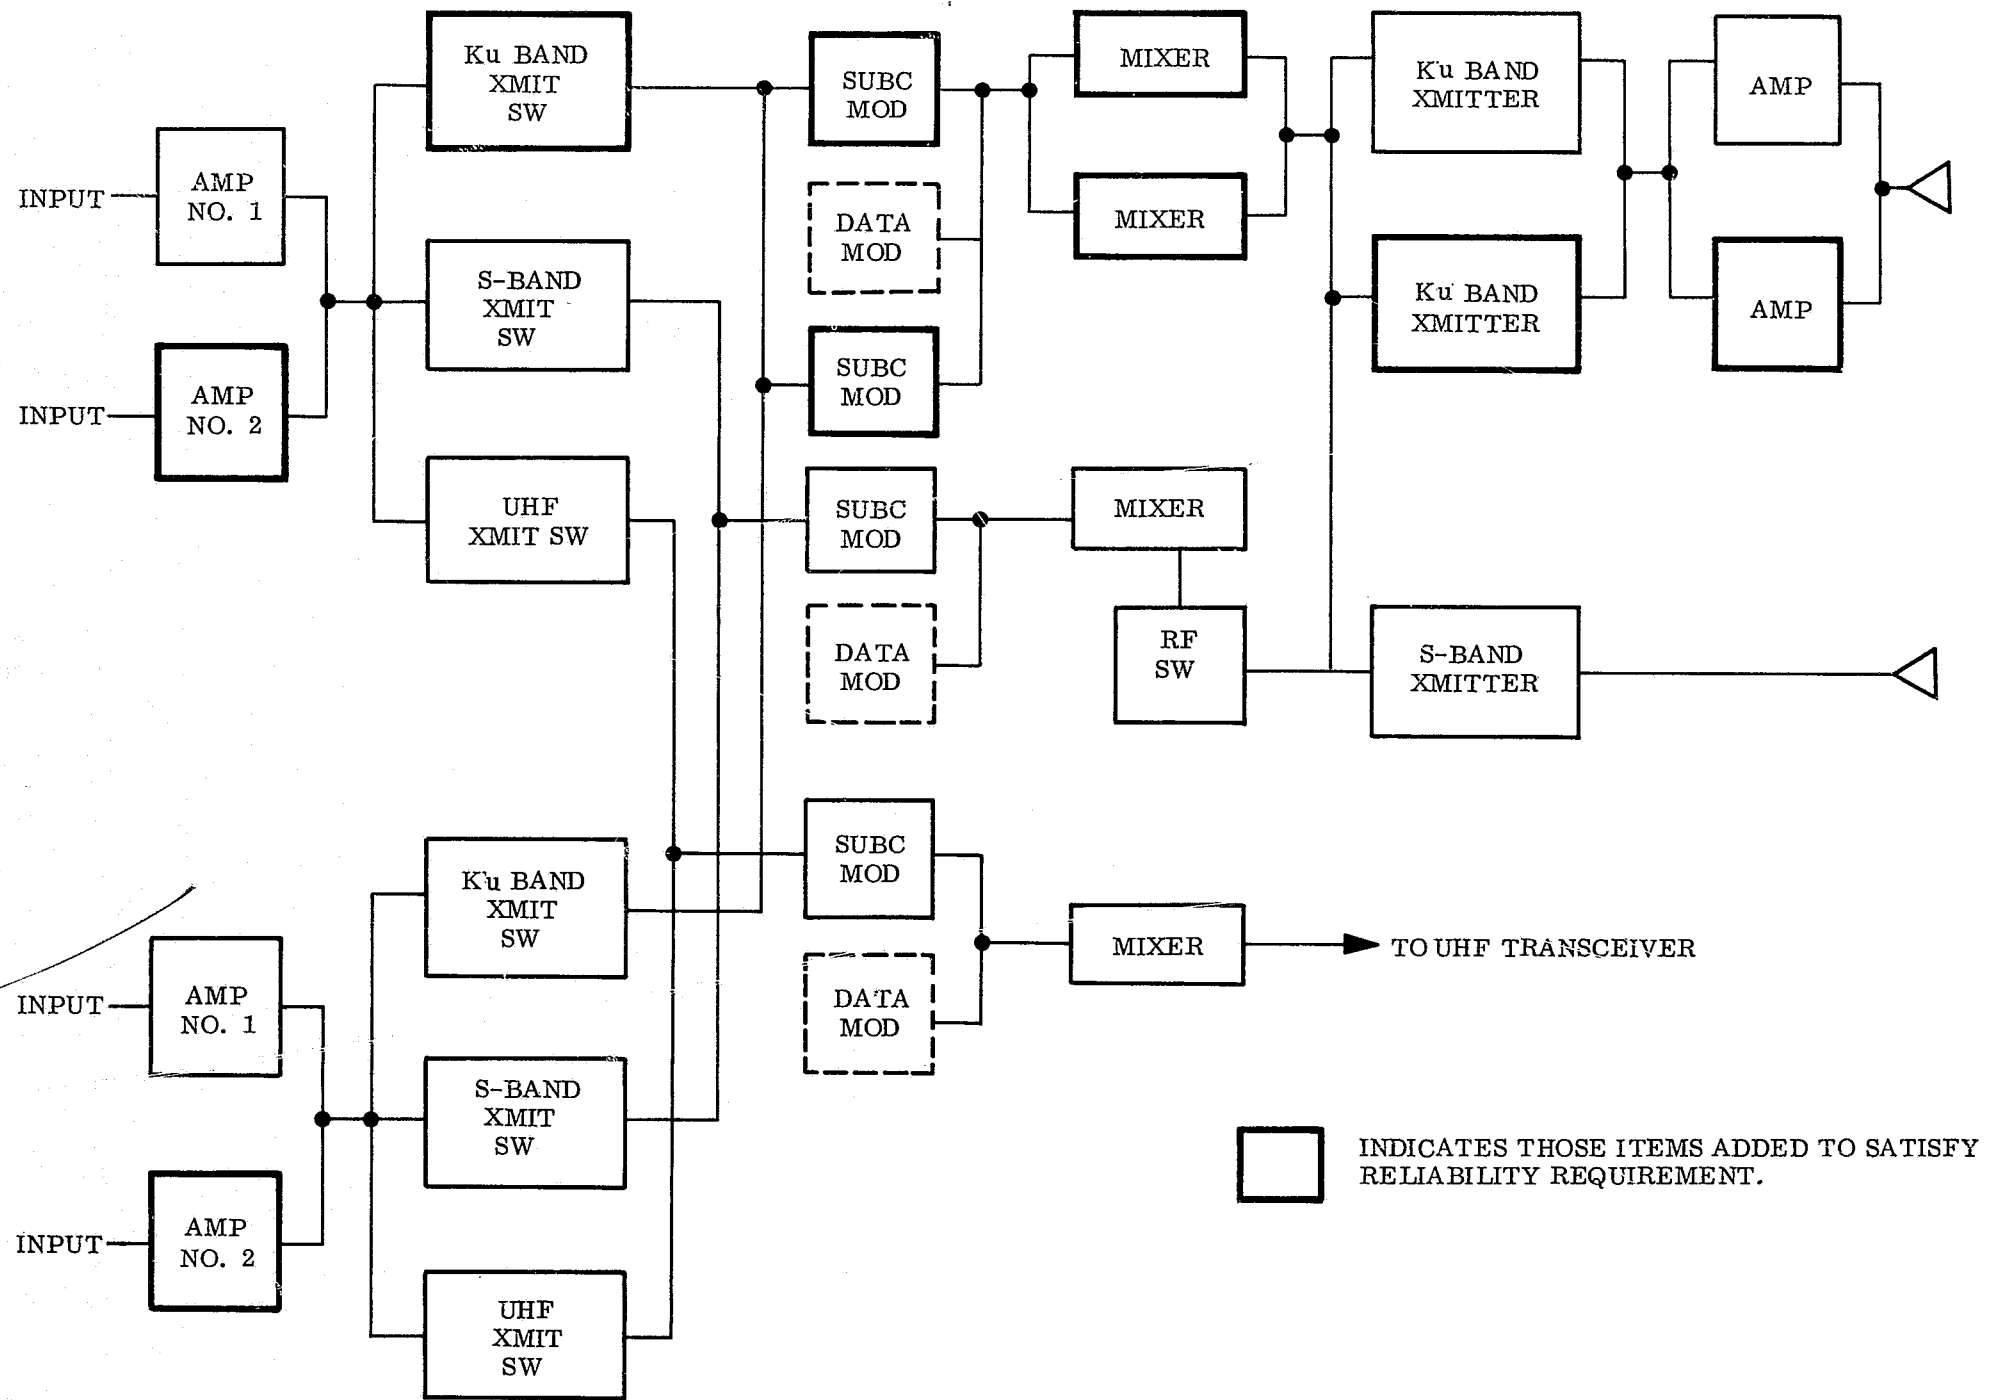 Ku BAND
XMIT
SW
SUBC
MOD
MIXER
Ku BAND
XMITTER
AMP
INPUT
AMP
NO. 1
DATA
MOD
MIXER
S-BAND
XMIT
SW
Ku BAND
XMITTER
AMP
INPUT
AMP
NO. 2
SUBC
MOD
UHF
XMIT SW
SUBC
MOD
MIXER
DATA
MOD
RF
SW
S-BAND
XMITTER
Ku BAND
XMIT
SW
SUBC
MOD
MIXER
TO UHF TRANSCEIVER
INPUT
AMP
NO. 1
DATA
MOD
S-BAND
XMIT
SW
INPUT
AMP
NO. 2
UHF
XMIT
SW
INDICATES THOSE ITEMS ADDED TO SATISFY
RELIABILITY REQUIREMENT.